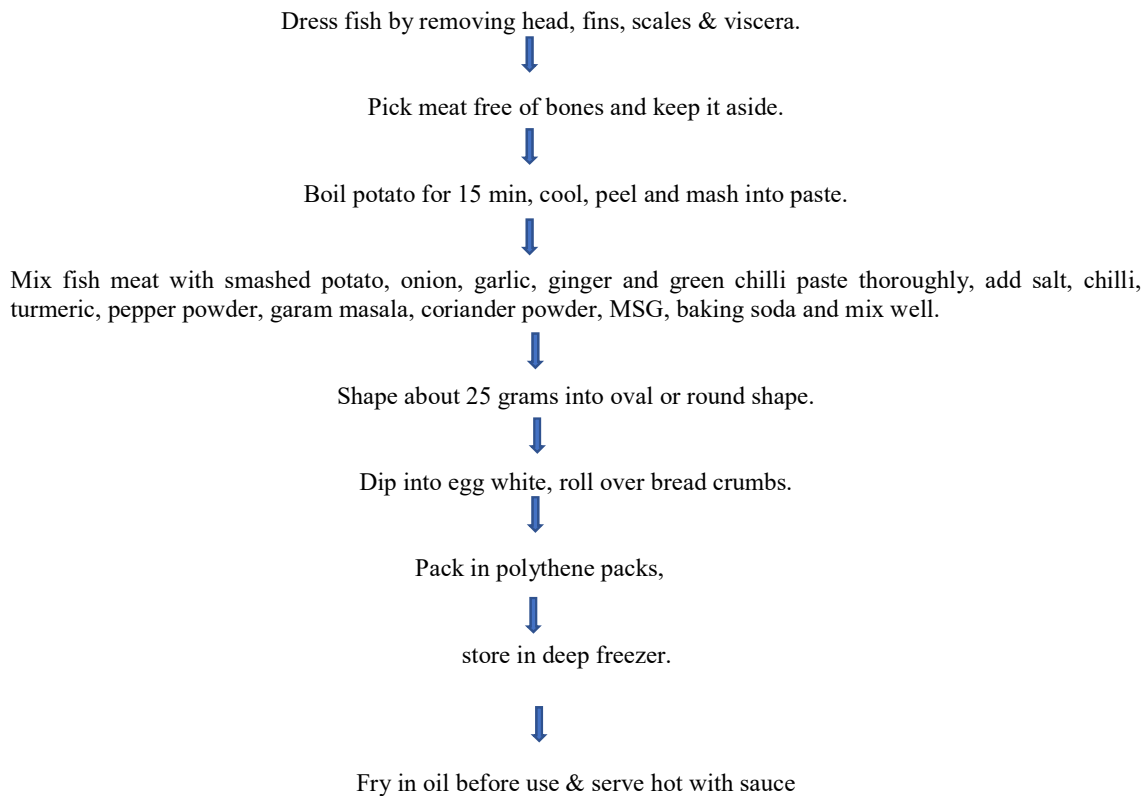 Dress fish by removing head, fins, scales & viscera.
Pick meat free of bones and keep it aside.
Boil potato for 15 min, cool, peel and mash into paste.
Mix fish meat with smashed potato, onion, garlic, ginger and green chilli paste thoroughly, add salt, chilli,
turmeric, pepper powder, garam masala, coriander powder, MSG, baking soda and mix well.
Shape about 25 grams into oval or round shape.
Dip into egg white, roll over bread crumbs.
Pack in polythene packs,
store in deep freezer.
Fry in oil before use & serve hot with sauce